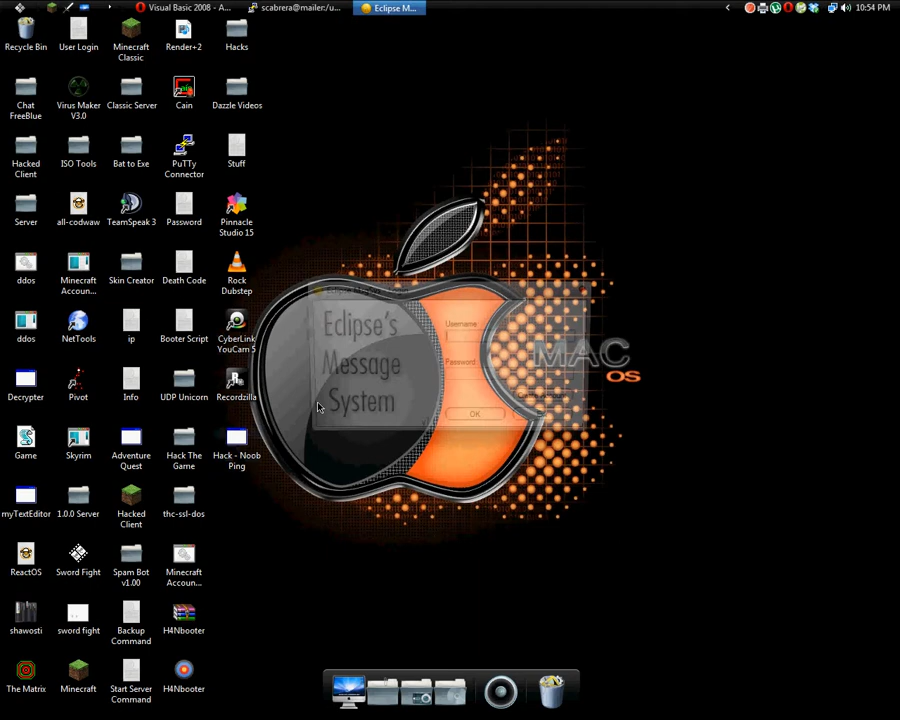 Visual Basic 2008 - A...
scabrera@mailer:/u...
Eclipse M...
10:54 PM
Recycle Bin
User Login
Minecraft
Classic
Render+2
Hacks
Chat
FreeBlue
Virus Maker
V3.0
Classic Server
Cain
Dazzle Videos
Hacked
Client
ISO Tools
Bat to Exe
PuTTy
Connector
Stuff
Server
all-codwaw
TeamSpeak 3
Password
Pinnacle
Studio 15
ddos
Minecraft
Accoun...
Skin Creator
Death Code
Rock
Dubstep
ddos
NetTools
ip
Booter Script
CyberLink
YouCam 5
Decrypter
Pivot
Info
UDP Unicorn
Recordzilla
Game
Skyrim
Adventure
Quest
Hack The
Game
Hack - Noob
Ping
myTextEditor
1.0.0 Server
Hacked
Client
thc-ssl-dos
ReactOS
Sword Fight
Spam Bot
v1.00
Minecraft
Accoun...
shawosti
sword fight
Backup
Command
H4Nbooter
The Matrix
Minecraft
Start Server
Command
H4Nbooter
Eclipse's
Message
System
Username
Password
OK
MAC
OS